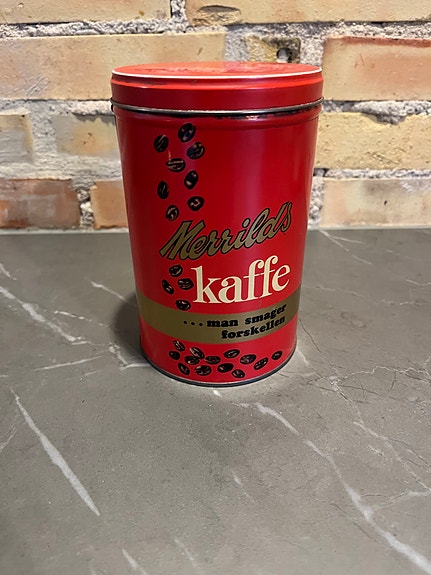 Merrild's
kaffe
...man smager
forskellen